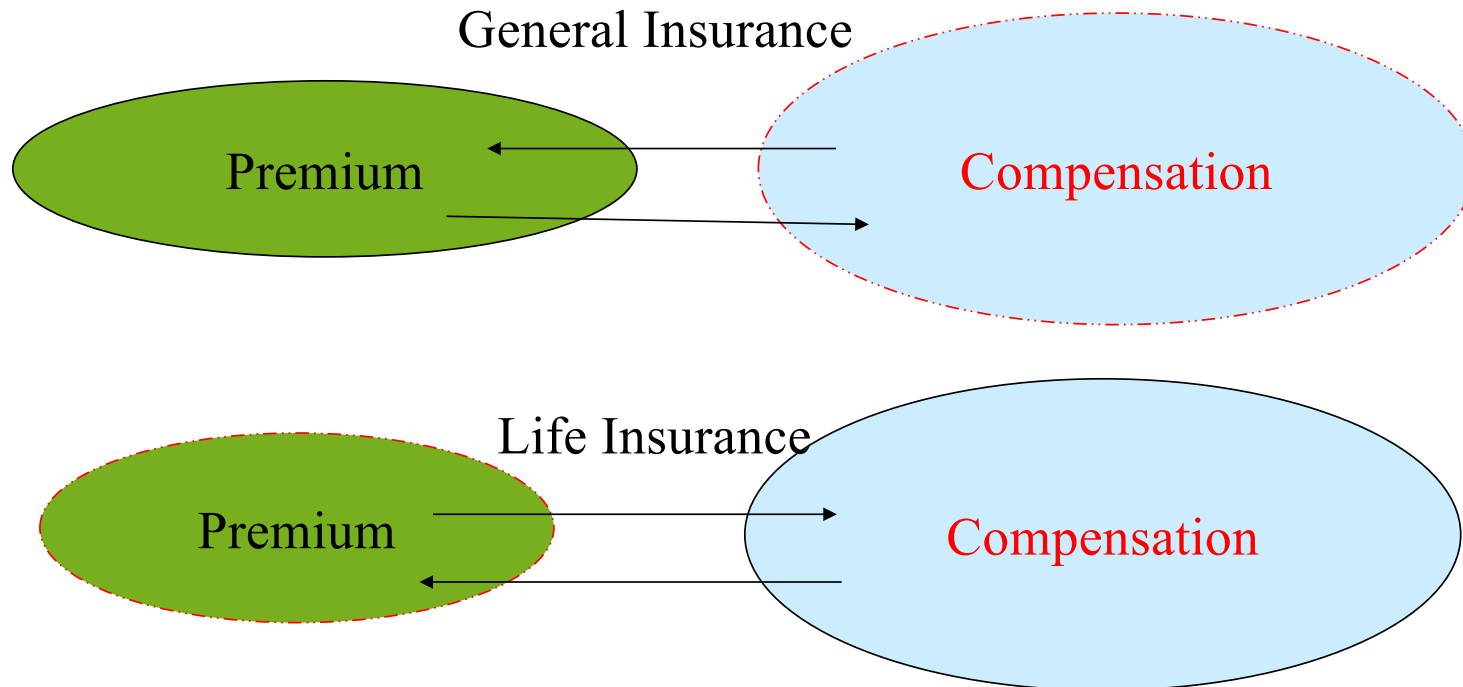 General Insurance
Premium
Compensation
Life Insurance
Premium
Compensation